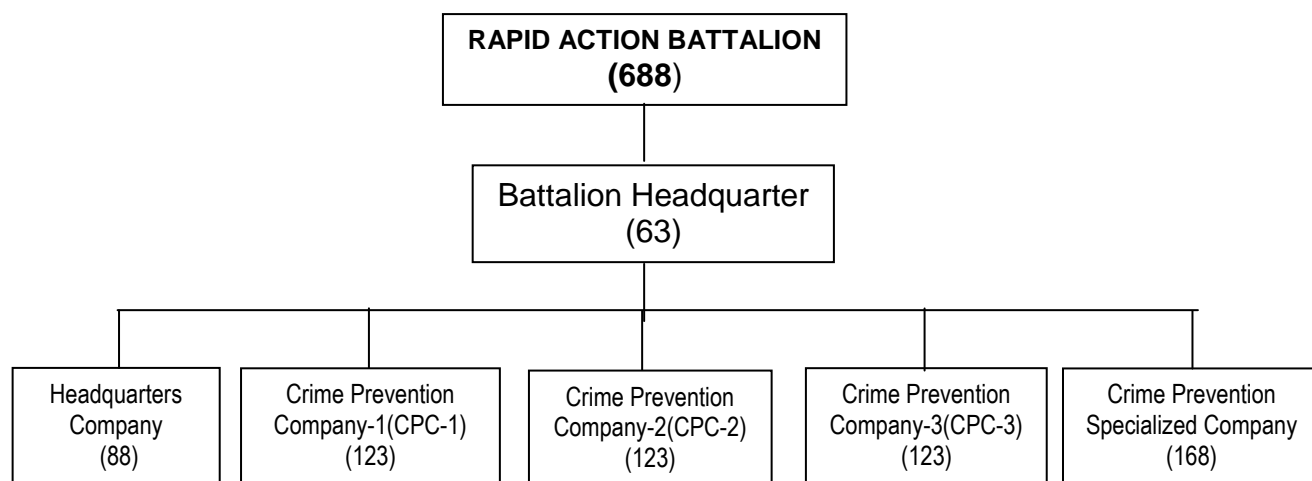 RAPID ACTION BATTALION
(688)
Battalion Headquarter
(63)
Headquarters
Company
(88)
Crime Prevention
Company-1(CPC-1)
(123)
Crime Prevention
Company-2(CPC-2)
(123)
Crime Prevention
Company-3(CPC-3)
(123)
Crime Prevention
Specialized Company
(168)